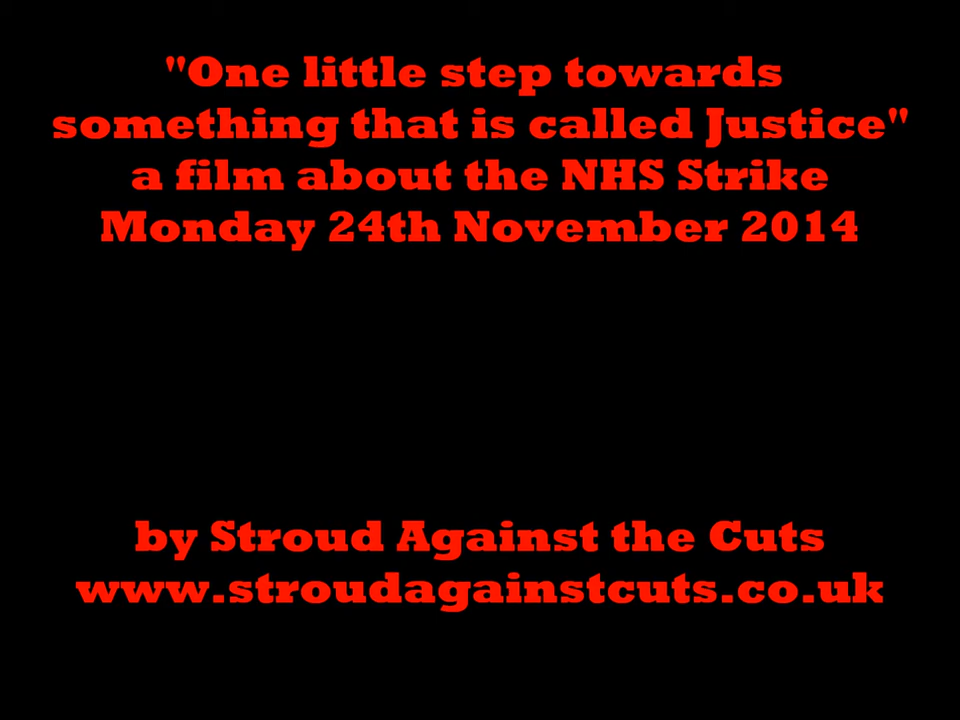 "One little step towards
something that is called Justice"
a film about the NHS Strike
Monday 24th November 2014
by Stroud Against the Cuts
www.stroudagainstcuts.co.uk